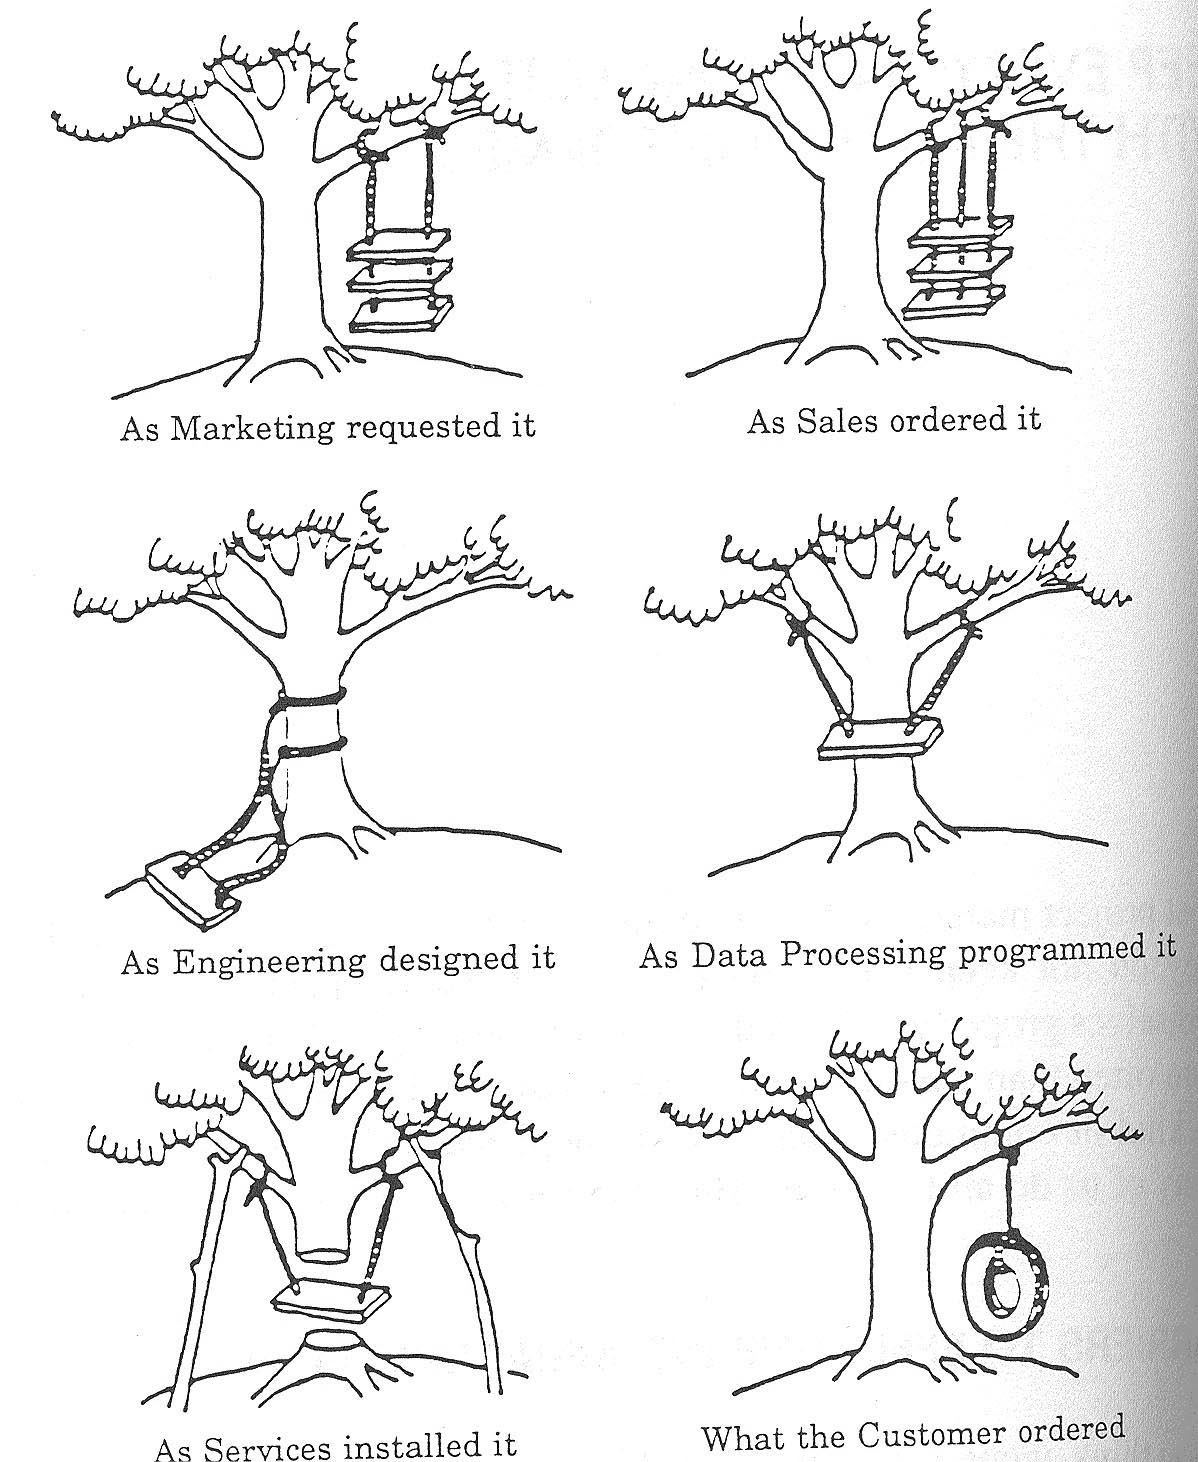 As Marketing requested it
As Sales ordered it
As Engineering designed it
As Data Processing programmed it
As Services installed it
What the Customer ordered